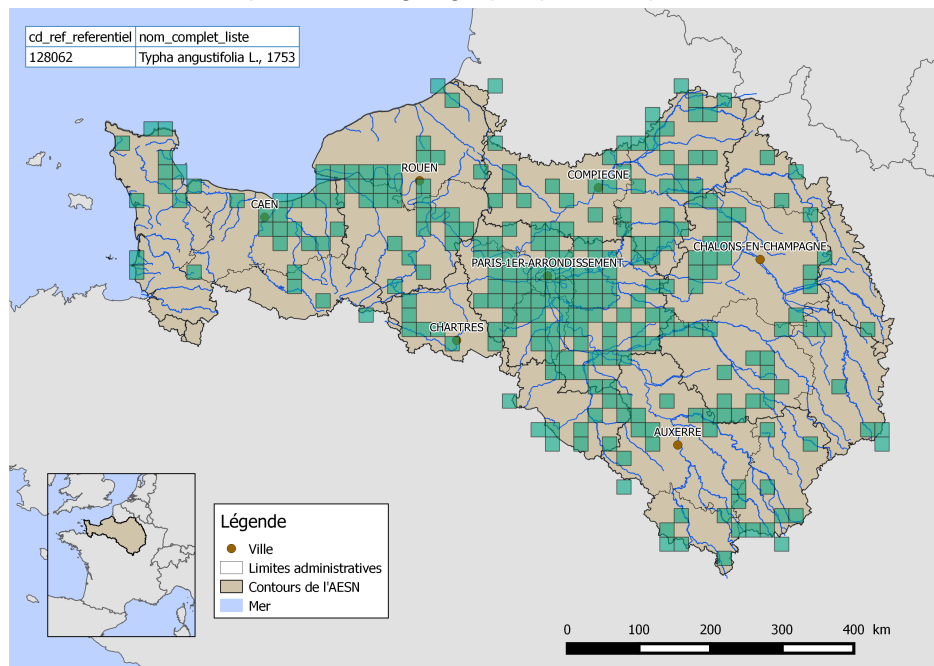 cd_ref_referentiel nom_complet_liste
128062 Typha angustifolia L., 1753
ROUEN
COMPIEGNE
CAEN
CHALONS-EN-CHAMPAGNE
PARIS-1ER-ARRONDISSEMENT
CHARTRES
AUXERRE
Légende
Ville
Limites administratives
Contours de l'AESN
Mer
0 100 200 300 400 km